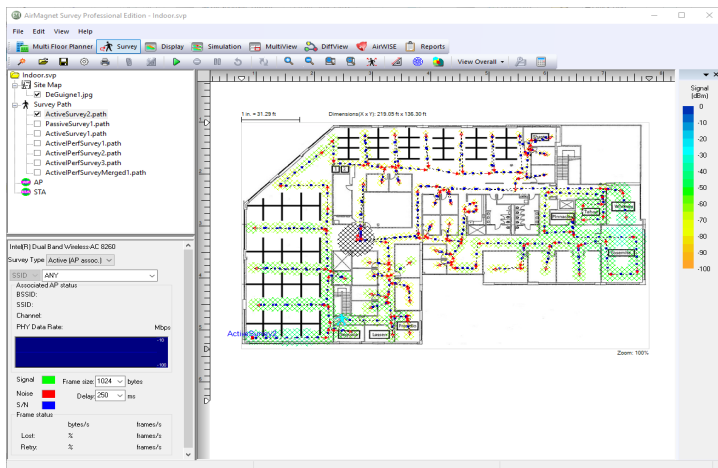 AirMagnet Survey Professional Edition - Indoor.svp
File Edit View Help
Multi Floor Planner Survey Display Simulation MultiView DiffView AirWISE Reports
View Overall
Indoor.svp
Site Map
DeGuigne1.jpg
Survey Path
ActiveSurvey2.path
PassiveSurvey1.path
ActiveSurvey1.path
ActivePerfSurvey1.path
ActivePerfSurvey2.path
ActivePerfSurvey3.path
ActivePerfSurveyMerged1.path
AP
STA
Intel(R) Dual Band Wireless-AC 8260
Survey Type Active (AP assoc.)
SSID ANY
Associated AP status
BSSID:
SSID:
Channel:
PHY Data Rate: Mbps
-10
-100
Signal Frame size: 1024 bytes
Noise Delay: 250 ms
S/N
Frame status
bytes/s frames/s
Lost: % frames/s
Retry: % frames/s
1 in. = 31.29 ft Dimensions(X x Y): 219.05 ft x 136.30 ft
ActiveSurvey2
Zoom: 100%
Signal
(dBm)
0
-10
-20
-30
-40
-50
-60
-70
-80
-90
-100